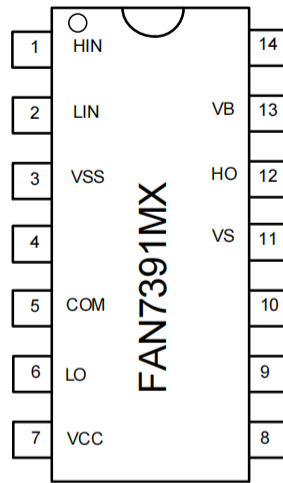 1 HIN 14
2 LIN VB 13
3 VSS HO 12
4 VS 11
5 COM 10
6 LO 9
7 VCC 8
FAN7391MX